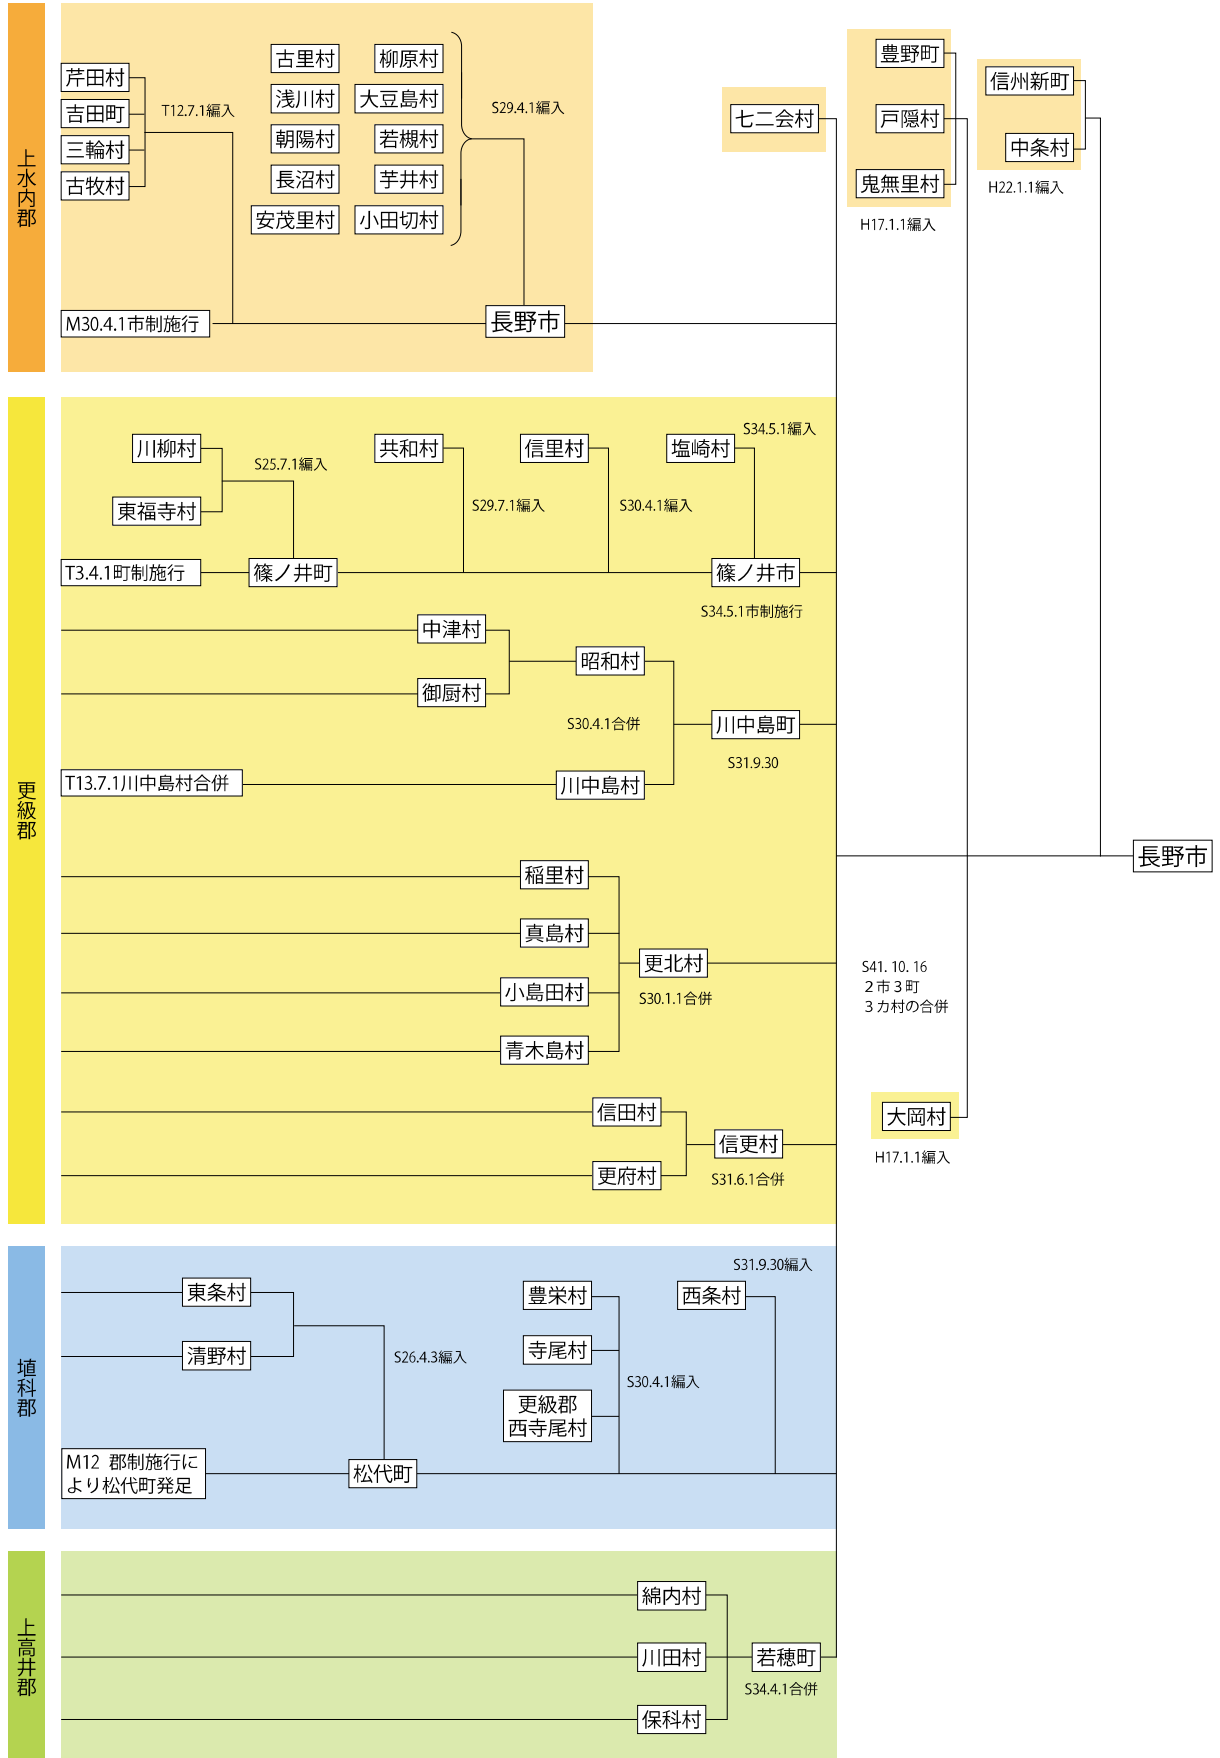 上水内郡
芹田村
吉田町
三輪村
古牧村
T12.7.1編入
古里村
柳原村
浅川村
大豆島村
朝陽村
若槻村
長沼村
芋井村
安茂里村
小田切村
S29.4.1編入
M30.4.1市制施行
長野市
七二会村
豊野町
戸隠村
鬼無里村
H17.1.1編入
信州新町
中条村
H22.1.1編入
更級郡
川柳村
東福寺村
S25.7.1編入
共和村
S29.7.1編入
信里村
S30.4.1編入
塩崎村
S34.5.1編入
T3.4.1町制施行
篠ノ井町
篠ノ井市
S34.5.1市制施行
中津村
御厨村
昭和村
S30.4.1合併
川中島町
S31.9.30
T13.7.1川中島村合併
川中島村
稲里村
真島村
小島田村
青木島村
更北村
S30.1.1合併
信田村
更府村
信更村
S31.6.1合併
長野市
S41. 10. 16
2市3町
3カ村の合併
大岡村
H17.1.1編入
埴科郡
東条村
清野村
S26.4.3編入
豊栄村
寺尾村
更級郡
西寺尾村
S30.4.1編入
西条村
S31.9.30編入
M12 郡制施行に
より松代町発足
松代町
上高井郡
綿内村
川田村
保科村
若穂町
S34.4.1合併